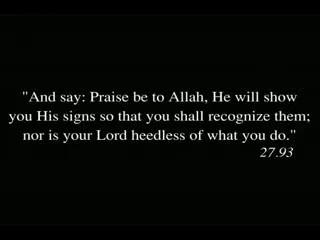 "And say: Praise be to Allah, He will show
you His signs so that you shall recognize them;
nor is your Lord heedless of what you do."
27.93